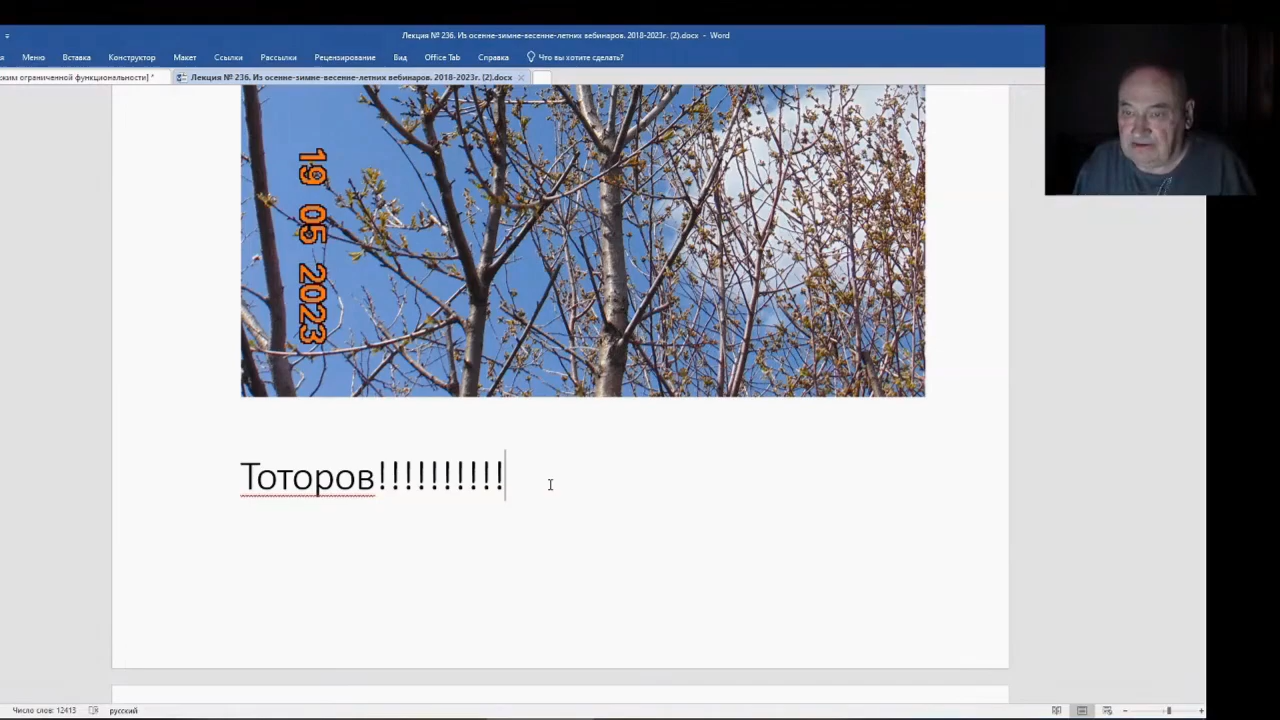 Лекция № 236. Из осенне-зимне-весенне-летних вебинаров. 2018-2023г. (2).docx - Word
Меню Вставка Конструктор Макет Ссылки Рассылки Рецензирование Вид Office Tab Справка Что вы хотите сделать?
ограниченной функциональности] * Лекция № 236. Из осенне-зимне-весенне-летних вебинаров. 2018-2023г. (2).docx
19 05 2023
Тоторов!!!!!!!!!!
Число слов: 12413 русский